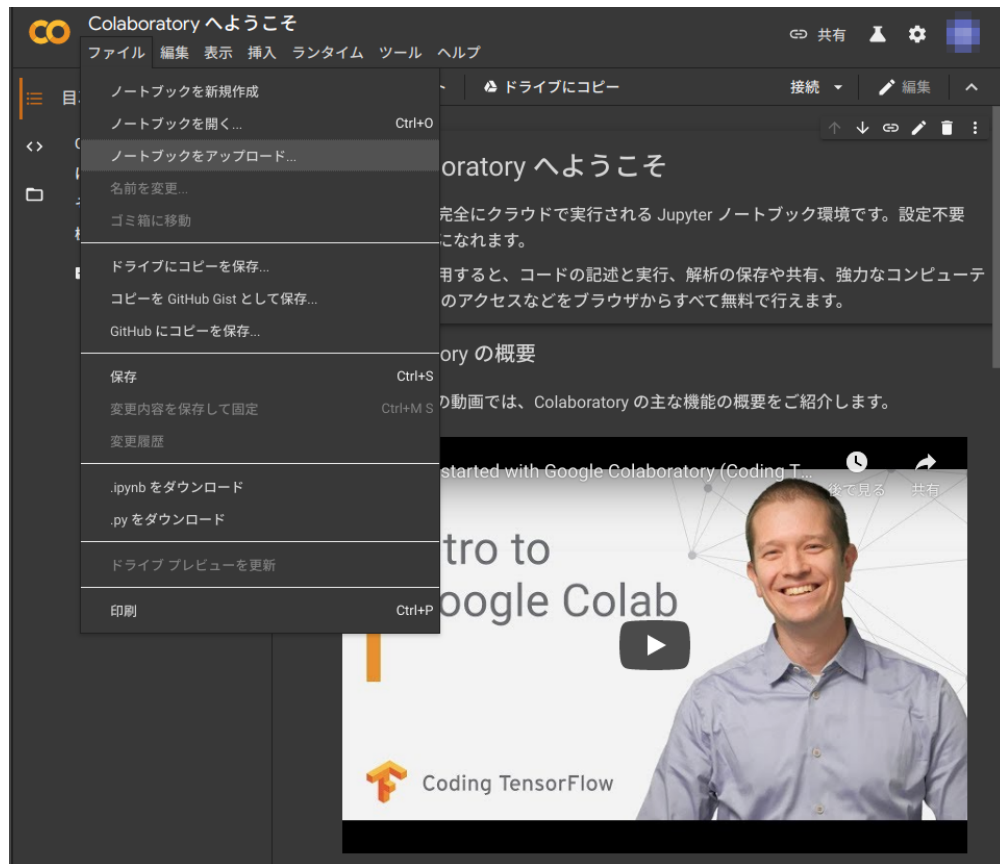 Colaboratory へようこそ
ファイル 編集 表示 挿入 ランタイム ツール ヘルプ
共有
ドライブにコピー
接続
編集
ノートブックを新規作成
ノートブックを開く... Ctrl+O
ノートブックをアップロード...
名前を変更...
ゴミ箱に移動
ドライブにコピーを保存...
コピーを GitHub Gist として保存...
GitHub にコピーを保存...
保存 Ctrl+S
変更内容を保存して固定 Ctrl+M S
変更履歴
.ipynb をダウンロード
.py をダウンロード
ドライブ プレビューを更新
印刷 Ctrl+P
oratory へようこそ
完全にクラウドで実行される Jupyter ノートブック環境です。設定不要
になれます。
用すると、コードの記述と実行、解析の保存や共有、強力なコンピューテ
のアクセスなどをブラウザからすべて無料で行えます。
ory の概要
の動画では、Colaboratory の主な機能の概要をご紹介します。
started with Google Colaboratory (Coding T...
後で見る 共有
tro to
oogle Colab
Coding TensorFlow